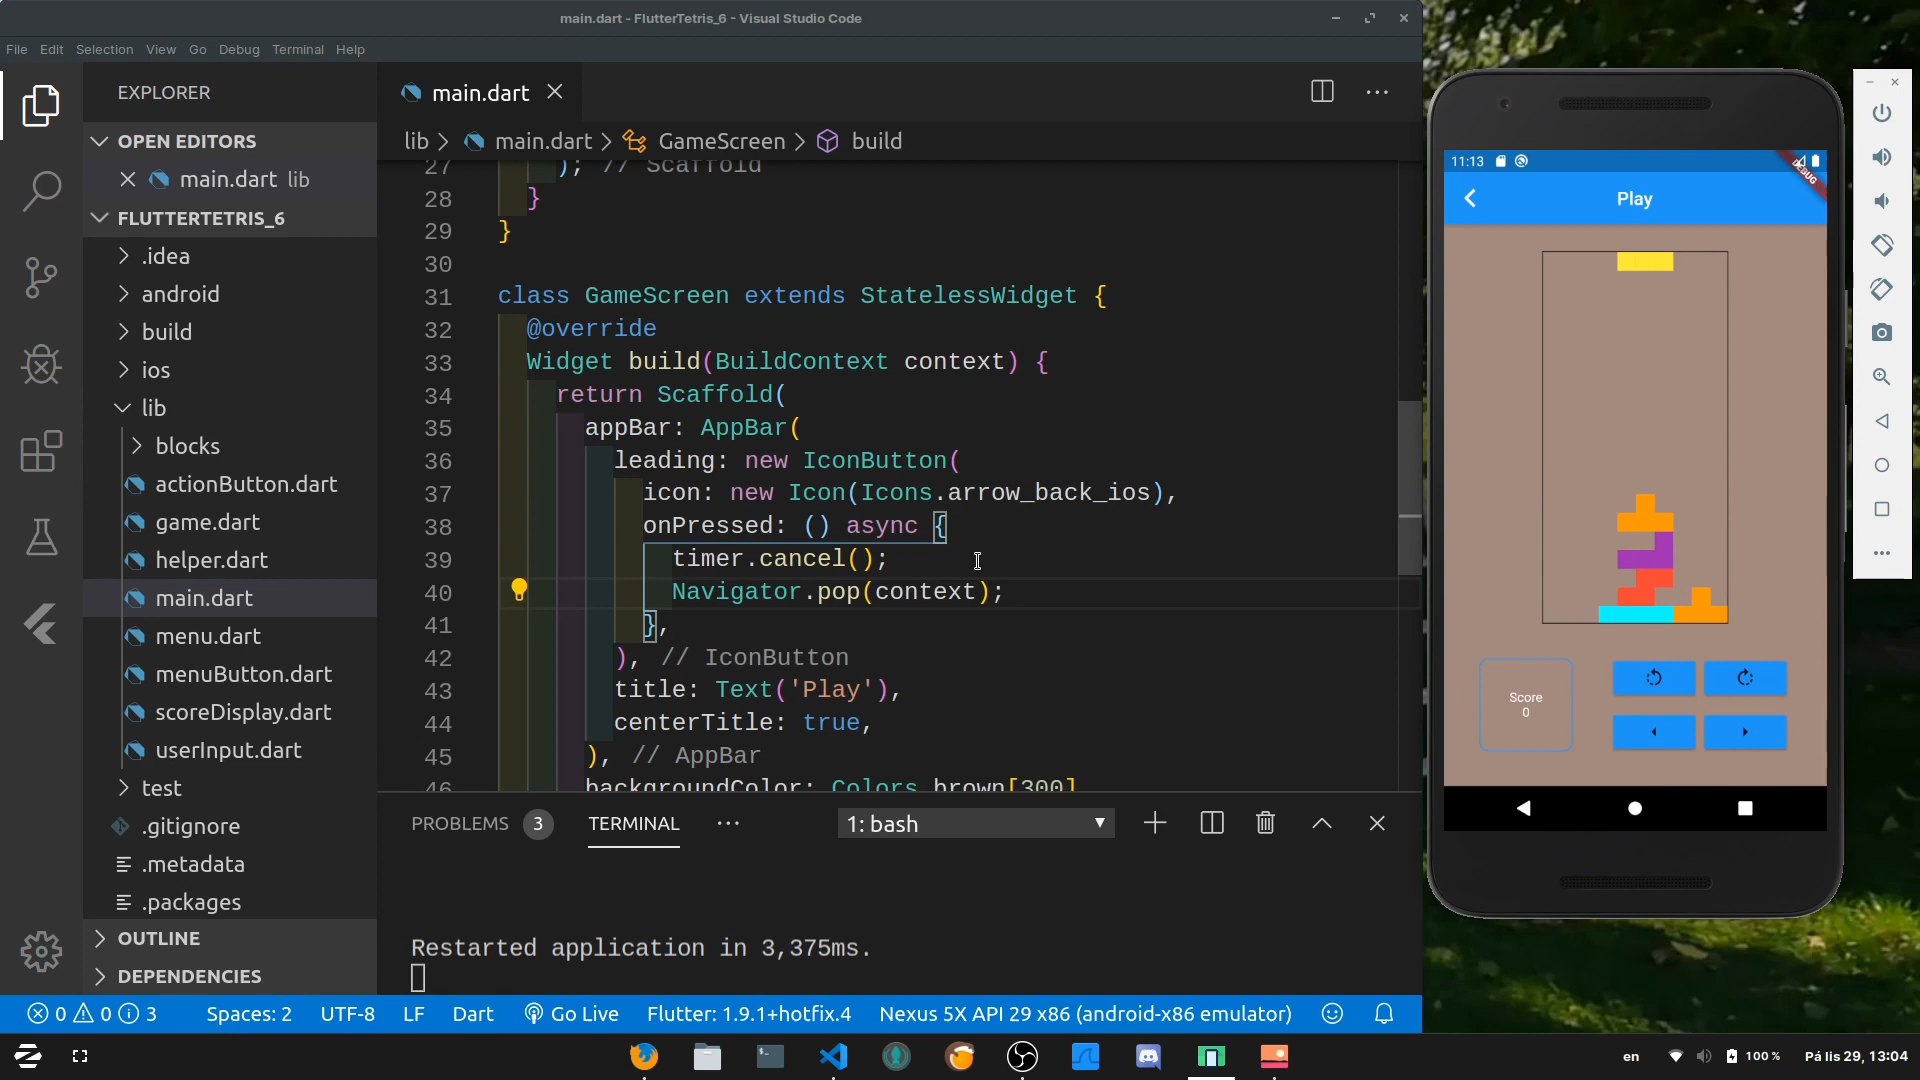 main.dart - FlutterTetris_6 - Visual Studio Code
File Edit Selection View Go Debug Terminal Help
EXPLORER
OPEN EDITORS
main.dart lib
FLUTTERTETRIS_6
.idea
android
build
ios
lib
blocks
actionButton.dart
game.dart
helper.dart
main.dart
menu.dart
menuButton.dart
scoreDisplay.dart
userInput.dart
test
.gitignore
.metadata
.packages
OUTLINE
DEPENDENCIES
main.dart
lib > main.dart > GameScreen > build
27 ); // Scaffold
28 }
29 }
30
31 class GameScreen extends StatelessWidget {
32 @override
33 Widget build(BuildContext context) {
34 return Scaffold(
35 appBar: AppBar(
36 leading: new IconButton(
37 icon: new Icon(Icons.arrow_back_ios),
38 onPressed: () async {
39 timer.cancel();
40 Navigator.pop(context);
41 },
42 ), // IconButton
43 title: Text('Play'),
44 centerTitle: true,
45 ), // AppBar
46 backgroundColor: Colors.brown[300]
PROBLEMS 3 TERMINAL ... 1: bash
Restarted application in 3,375ms.
0 0 3 Spaces: 2 UTF-8 LF Dart Go Live Flutter: 1.9.1+hotfix.4 Nexus 5X API 29 x86 (android-x86 emulator)
11:13
DEBUG
Play
Score
0
en 100 % Pá lis 29, 13:04